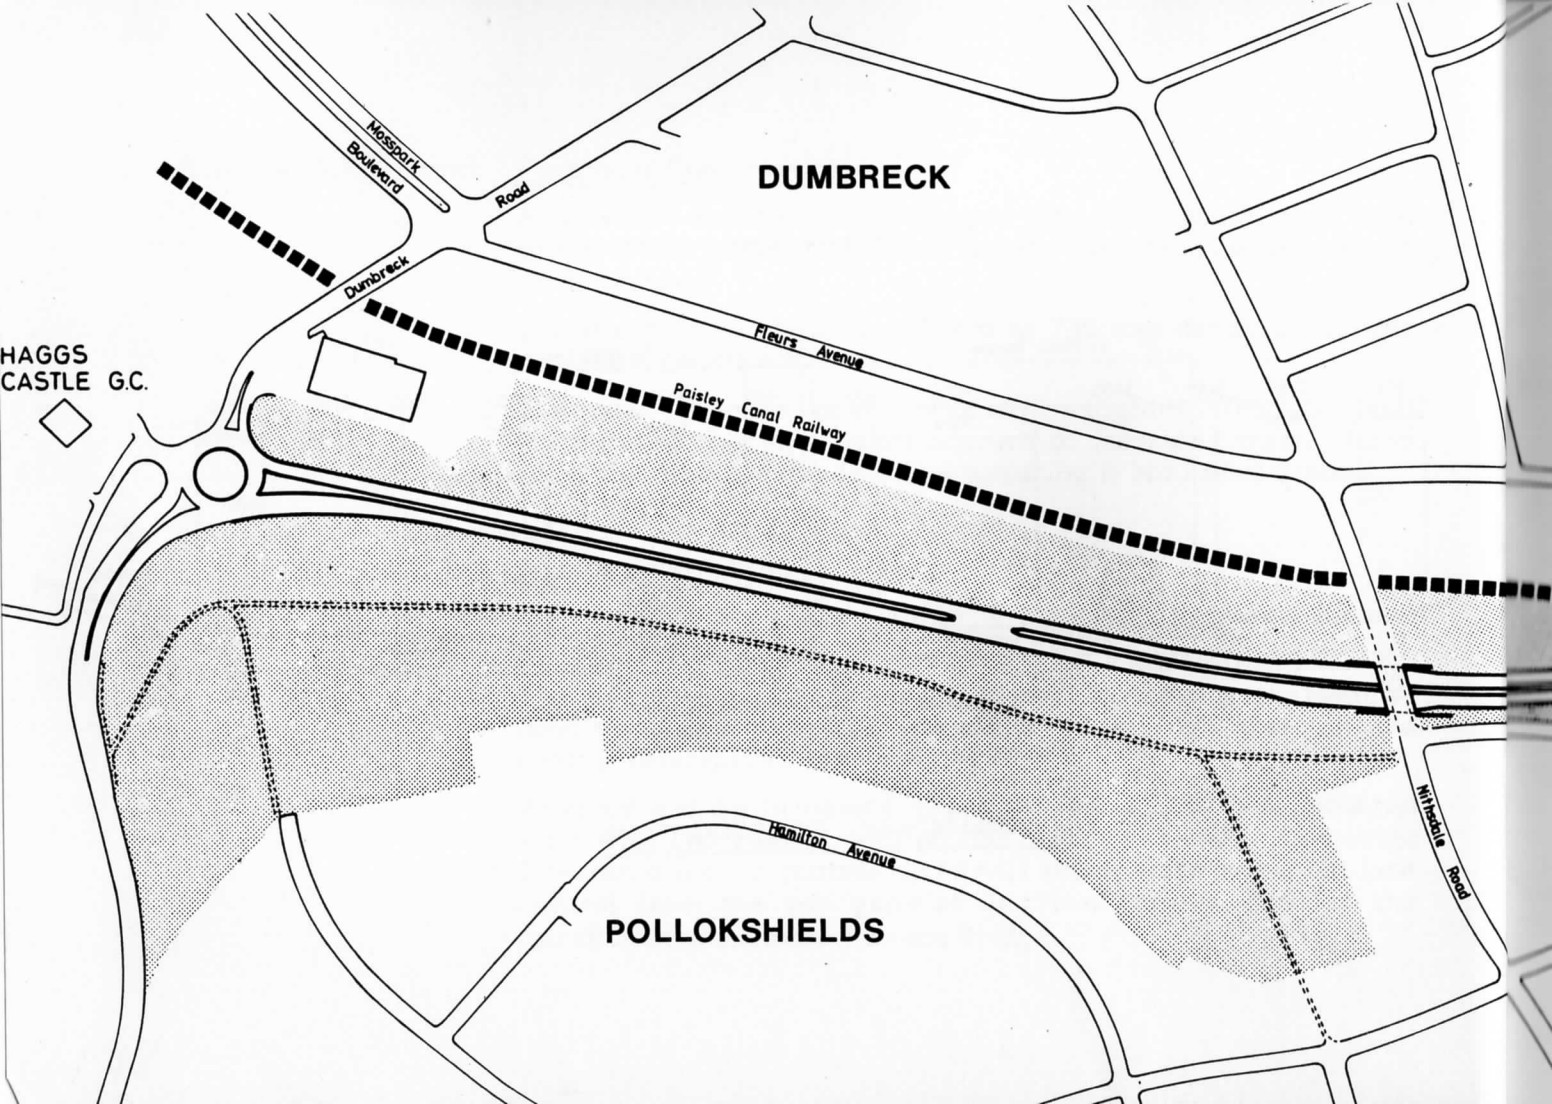 Mosspark
Boulevard
Road
DUMBRECK
Dumbreck
Fleurs Avenue
HAGGS
CASTLE G.C.
Paisley Canal Railway
Nithsdale Road
Hamilton Avenue
POLLOKSHIELDS